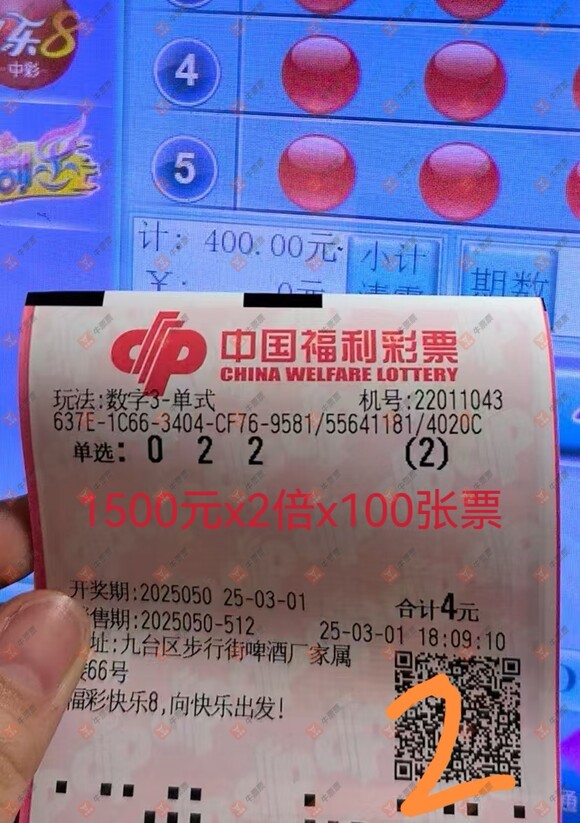 乐8
中彩
4
5
计: 400.00元
小计
¥: 0元
清零
期数
中国福利彩票
CHINA WELFARE LOTTERY
玩法:数字3-单式 机号:22011043
637E-1C66-3404-CF76-9581/55641181/4020C
单选: 0 2 2 (2)
1500元x2倍x100张票
开奖期:2025050 25-03-01 合计4元
售期:2025050-512 25-03-01 18:09:10
址:九台区步行街啤酒厂家属
楼66号
福彩快乐8,向快乐出发!
2